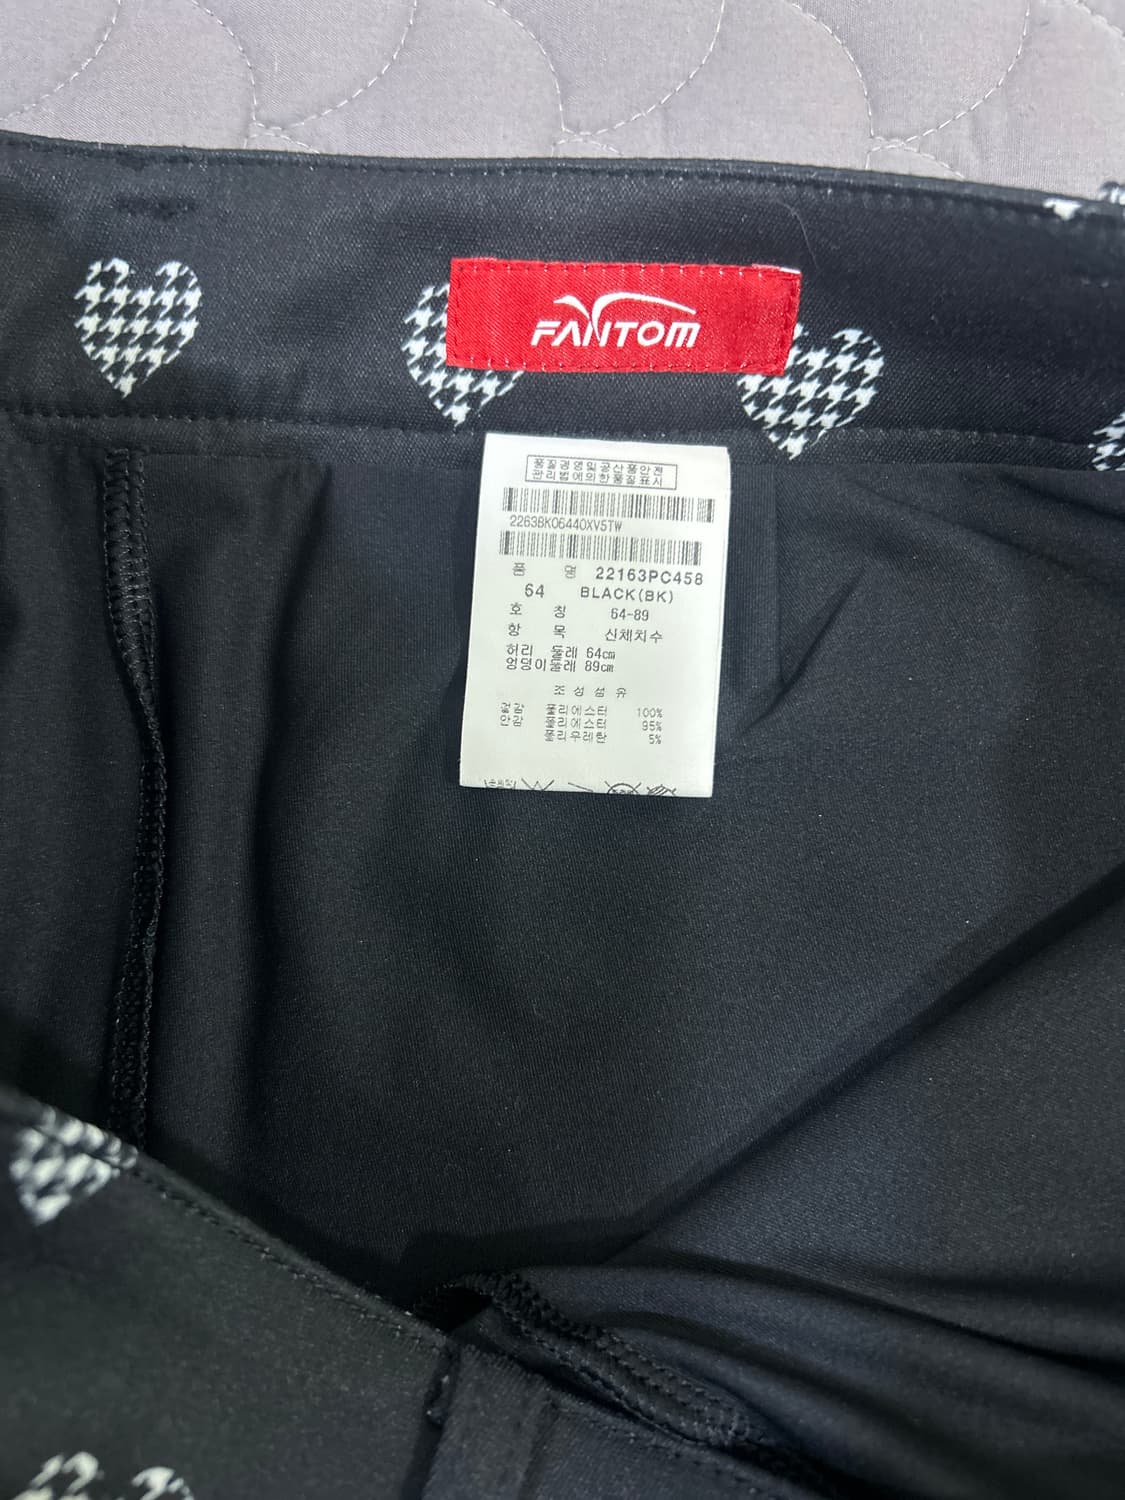 FANTOM
품질경영및공산품안전
관리법에의한품질표시
2263BK06440XV5TW
품 명 22163PC458
64 BLACK(BK)
호 칭 64-89
항 목 신체치수
허리 둘레 64cm
엉덩이둘레 89cm
조성섬유
겉감 폴리에스터 100%
안감 폴리에스터 95%
폴리우레탄 5%